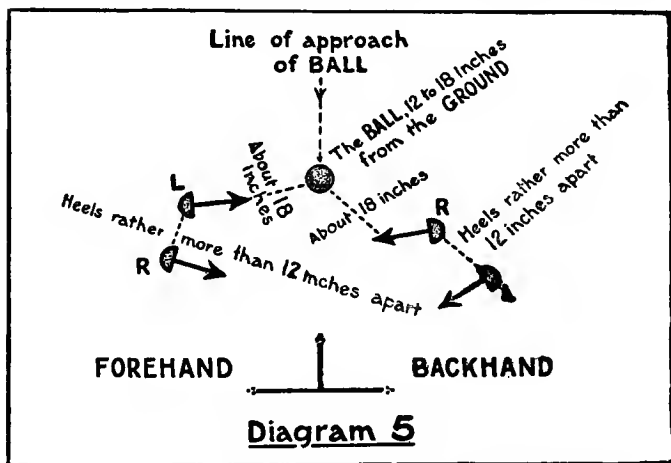 Line of approach
of BALL
The BALL, 12 to 18 inches
from the GROUND
About 18
inches
About 18 inches
L
R
Heels rather more than 12 inches apart
R
Heels rather more than
12 inches apart
FOREHAND
BACKHAND
Diagram 5